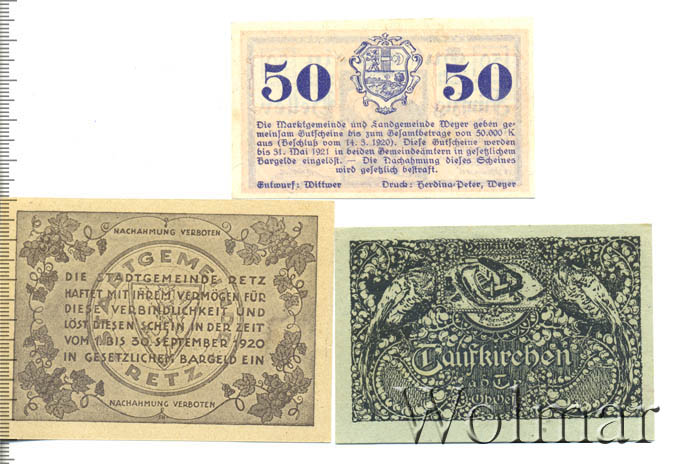 50 50
Die Marktgemeinde und Landgemeinde Weyer geben ge-
meinsam Gutscheine bis zum Gesamtbetrage von 50.000 K
aus (Beschluß vom 14. 3. 1920). Diese Gutscheine werden
bis 31. Mai 1921 in beiden Gemeindeämtern in gesetzlichem
Bargelde eingelöst. — Die Nachahmung dieses Scheines
wird gesetzlich bestraft.
Entwurf: Wittwer Druck: Herdina-Peter, Weyer
NACHAHMUNG VERBOTEN
DIE STADTGEMEINDE RETZ
HAFTET MIT IHREM VERMÖGEN FÜR
DIESE VERBINDLICHKEIT UND
LÖST DIESEN SCHEIN IN DER ZEIT
VOM 1. BIS 30. SEPTEMBER 1920
IN GESETZLICHEM BARGELD EIN
RETZ
NACHAHMUNG VERBOTEN
Gemeinde
Taufkirchen
a. d. T.
Wolmar